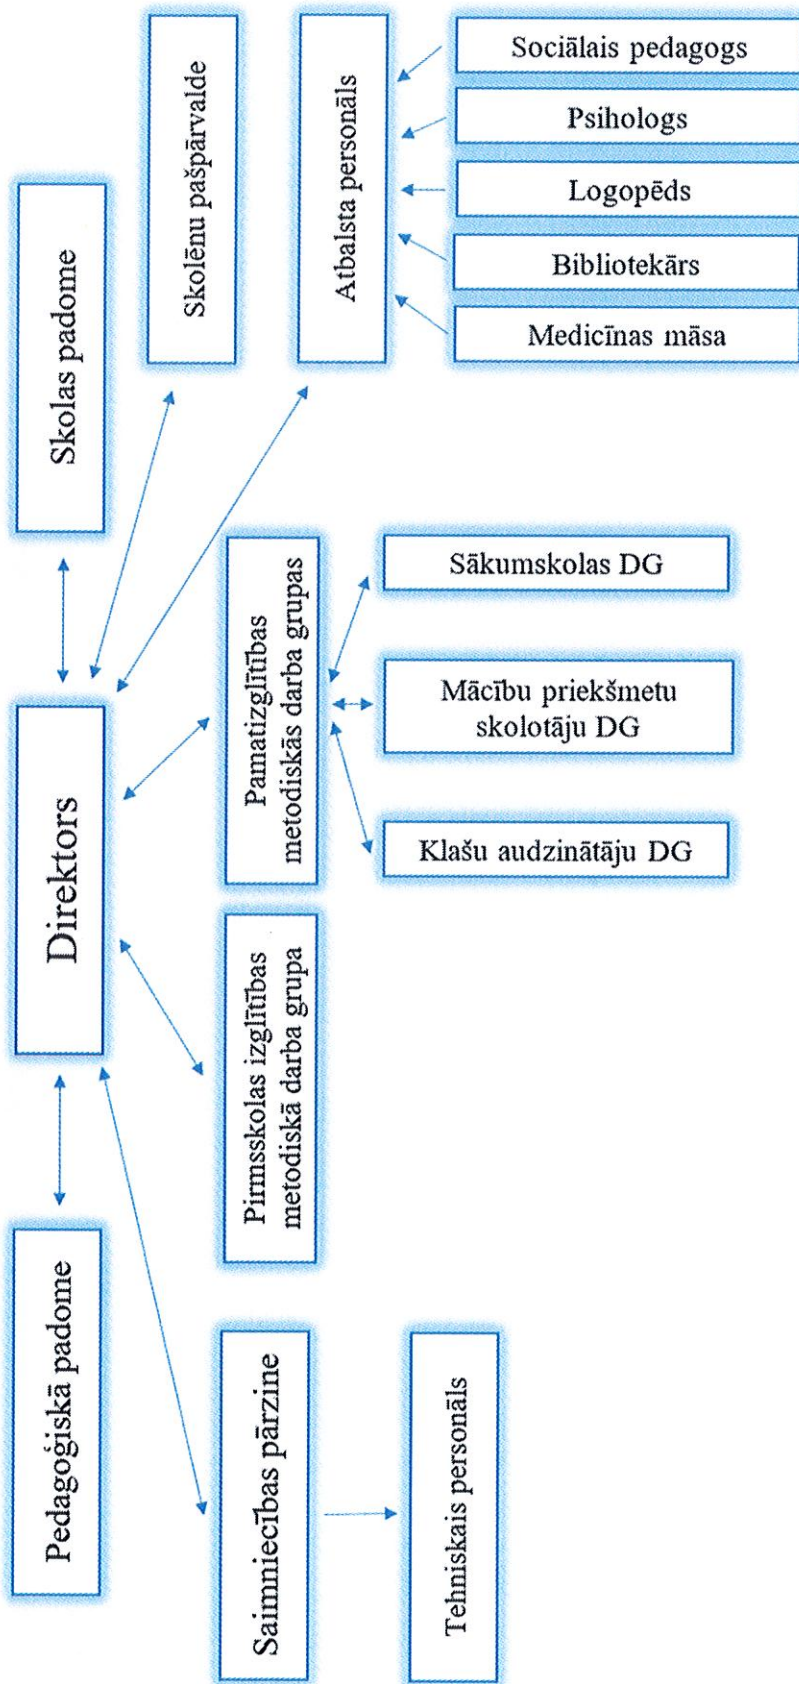 Pedagoģiskā padome
Direktors
Skolas padome
Skolēnu pašpārvalde
Saimniecības pārzine
Pirmsskolas izglītības
metodiskā darba grupa
Pamatizglītības
metodiskās darba grupas
Atbalsta personāls
Tehniskais personāls
Klašu audzinātāju DG
Mācību priekšmetu
skolotāju DG
Sākumskolas DG
Sociālais pedagogs
Psihologs
Logopēds
Bibliotekārs
Medicīnas māsa